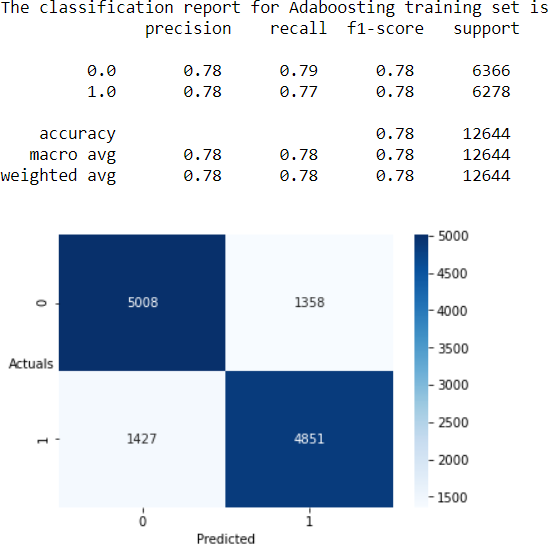 The classification report for Adaboosting training set is
precision recall f1-score support
0.0 0.78 0.79 0.78 6366
1.0 0.78 0.77 0.78 6278
accuracy 0.78 12644
macro avg 0.78 0.78 0.78 12644
weighted avg 0.78 0.78 0.78 12644
5000
4500
4000
3500
3000
2500
2000
1500
0 5008 1358
Actuals
1 1427 4851
0 1
Predicted